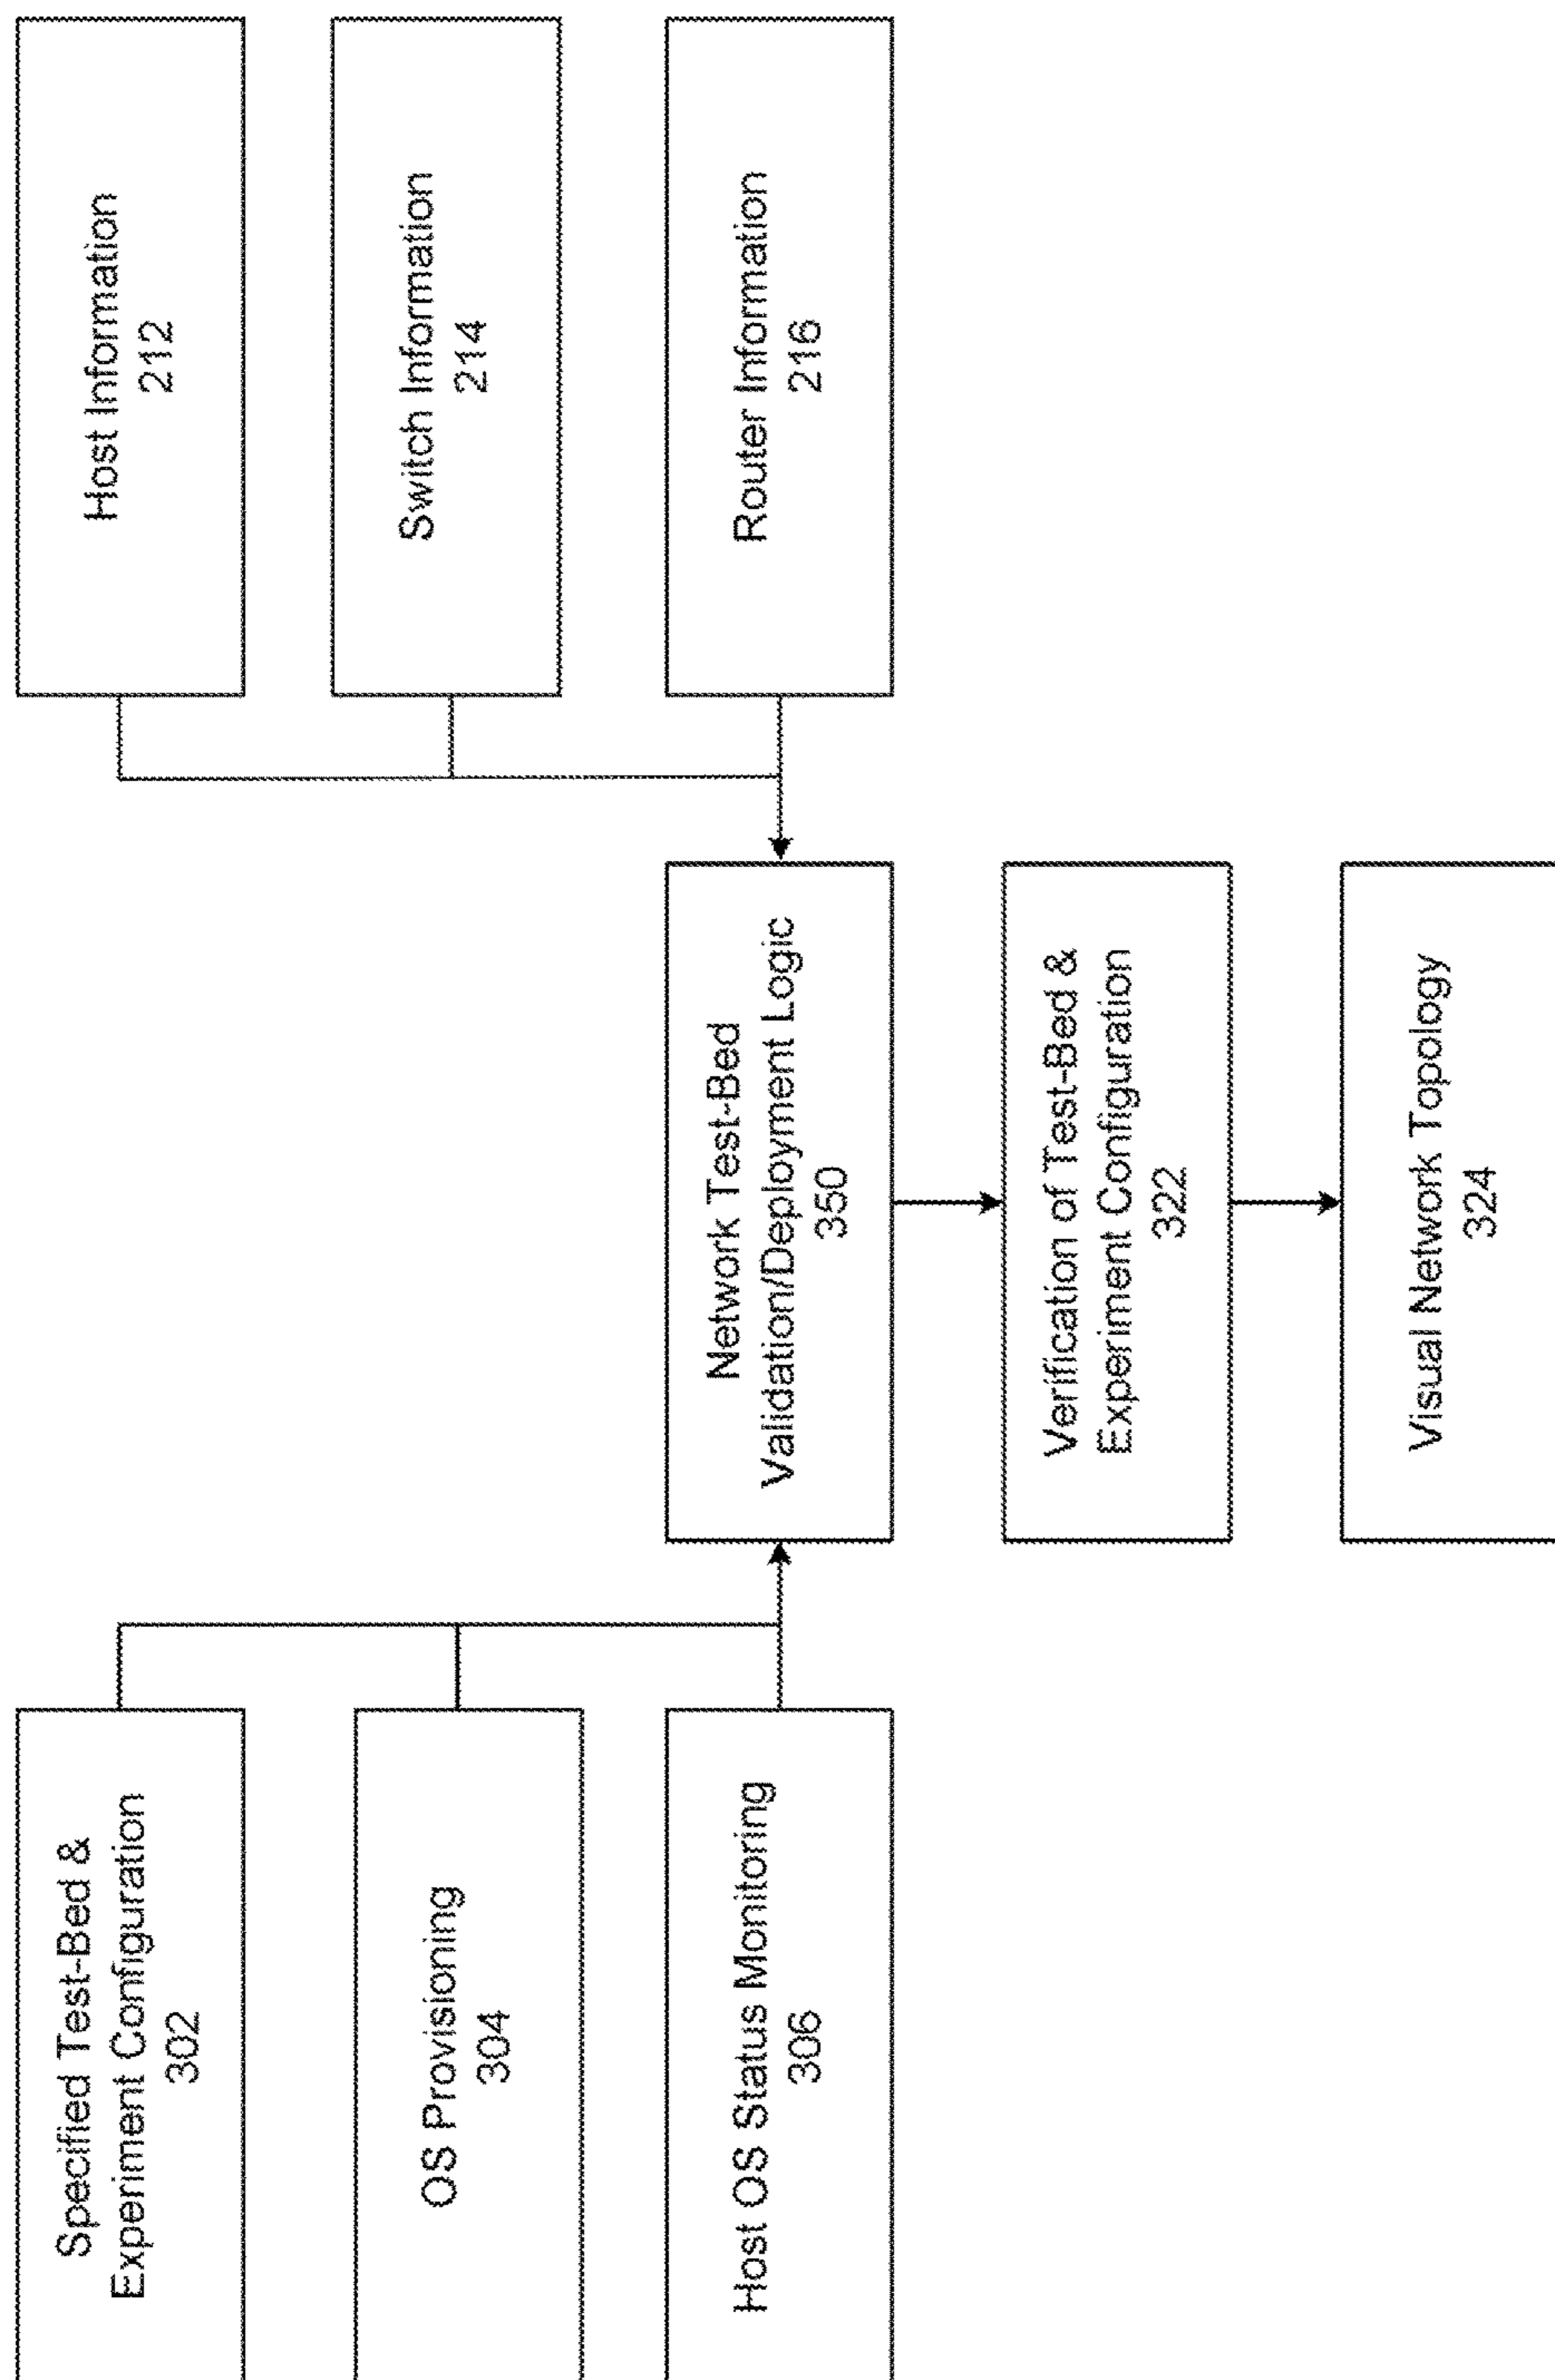 Specified Test-Bed &
Experiment Configuration
302
OS Provisioning
304
Host OS Status Monitoring
306
Network Test-Bed
Validation/Deployment Logic
350
Verification of Test-Bed &
Experiment Configuration
322
Visual Network Topology
324
Host Information
212
Switch Information
214
Router Information
216